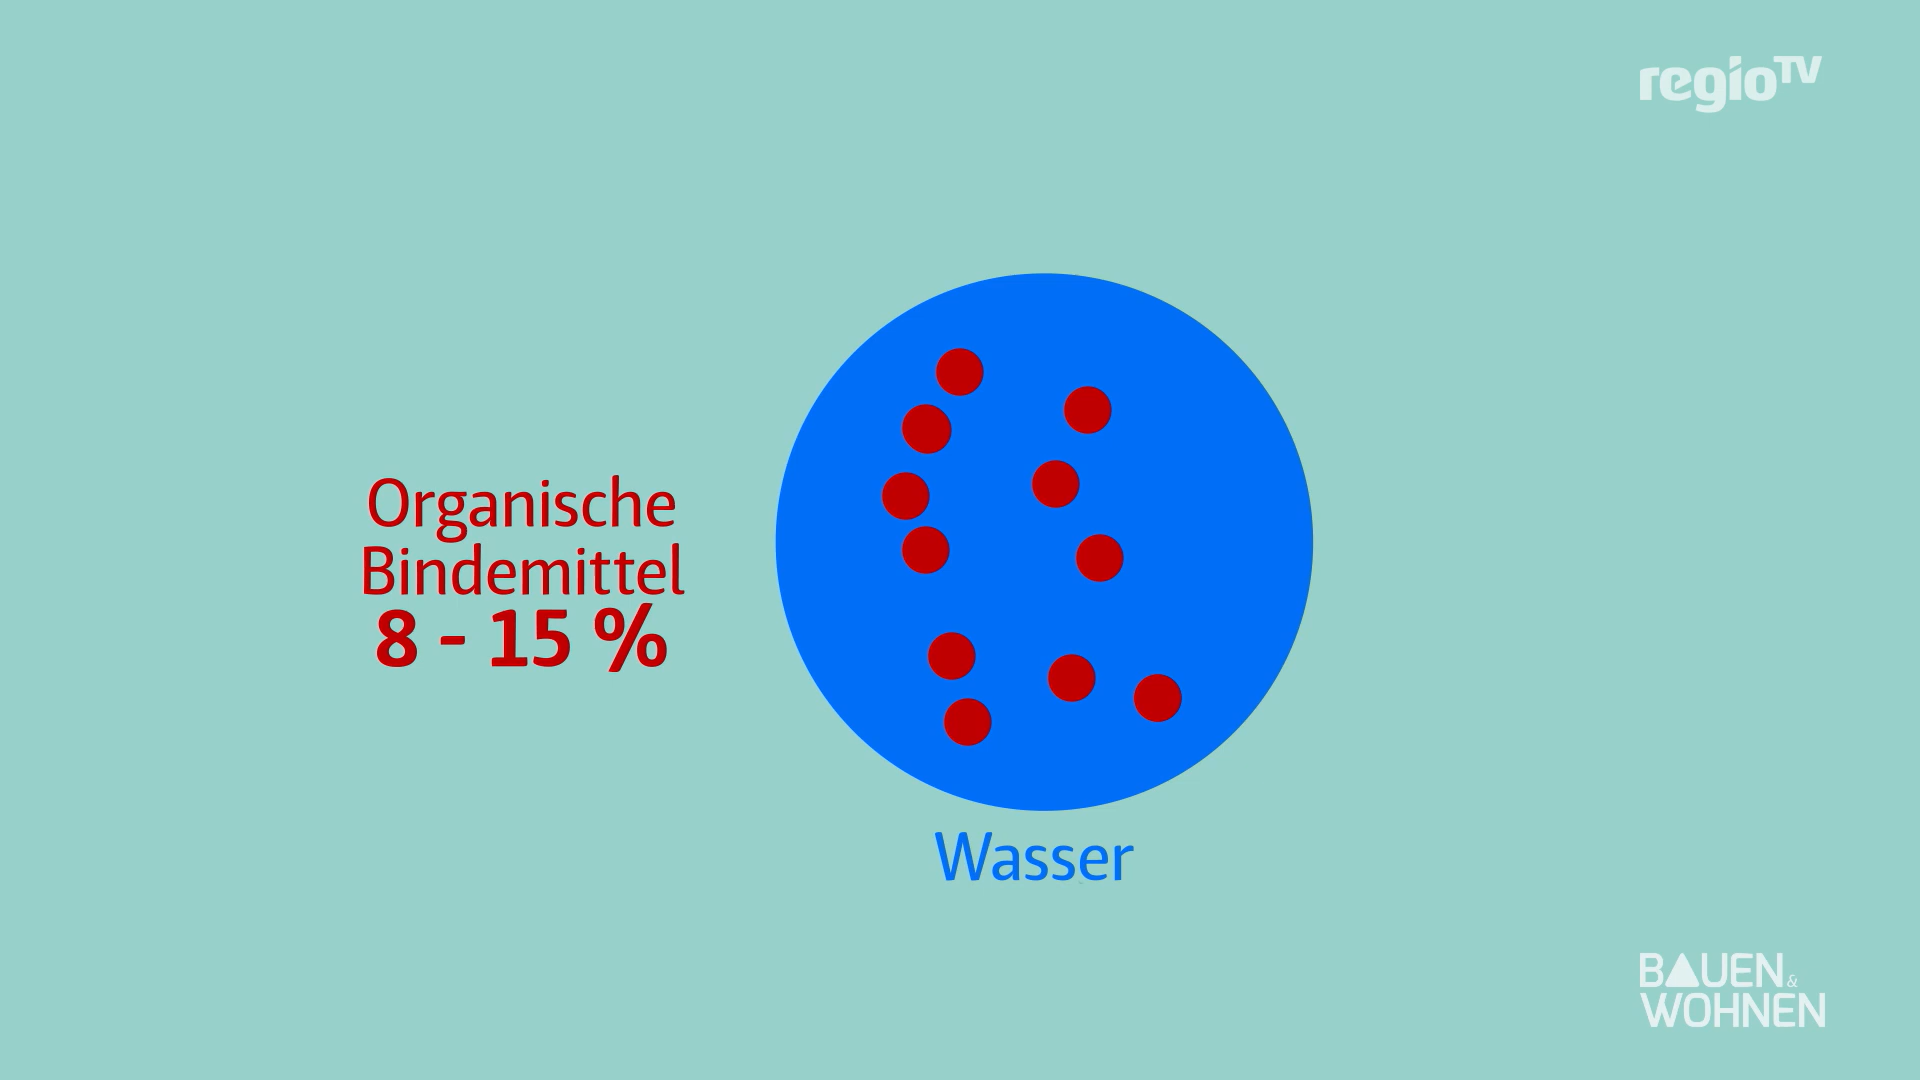 regioTV
Organische
Bindemittel
8 - 15 %
Wasser
BAUEN &
WOHNEN